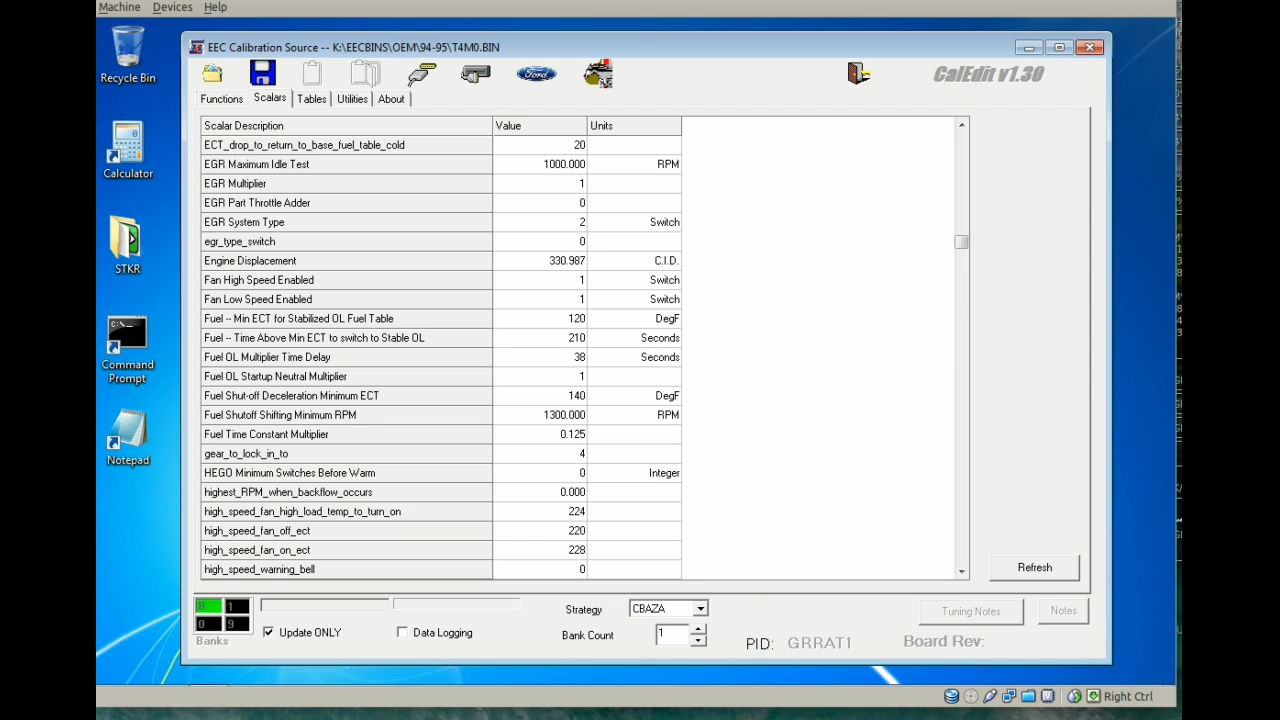 Machine Devices Help
EEC Calibration Source -- K:\EECBINS\OEM\94-95\T4M0.BIN
Recycle Bin
Ford
CalEdit v1.30
Functions Scalars Tables Utilities About
Scalar Description Value Units
ECT_drop_to_return_to_base_fuel_table_cold 20
EGR Maximum Idle Test 1000.000 RPM
EGR Multiplier 1
EGR Part Throttle Adder 0
EGR System Type 2 Switch
egr_type_switch 0
Engine Displacement 330.987 C.I.D.
Fan High Speed Enabled 1 Switch
Fan Low Speed Enabled 1 Switch
Fuel -- Min ECT for Stabilized OL Fuel Table 120 DegF
Fuel -- Time Above Min ECT to switch to Stable OL 210 Seconds
Fuel OL Multiplier Time Delay 38 Seconds
Fuel OL Startup Neutral Multiplier 1
Fuel Shut-off Deceleration Minimum ECT 140 DegF
Fuel Shutoff Shifting Minimum RPM 1300.000 RPM
Fuel Time Constant Multiplier 0.125
gear_to_lock_in_to 4
HEGO Minimum Switches Before Warm 0 Integer
highest_RPM_when_backflow_occurs 0.000
high_speed_fan_high_load_temp_to_turn_on 224
high_speed_fan_off_ect 220
high_speed_fan_on_ect 228
high_speed_warning_bell 0
Calculator
STKR
C:\_
Command
Prompt
Notepad
Refresh
8 1
0 9
Banks
Update ONLY
Data Logging
Strategy CBAZA
Bank Count 1
PID: GRRAT1
Board Rev:
Tuning Notes
Notes
Right Ctrl